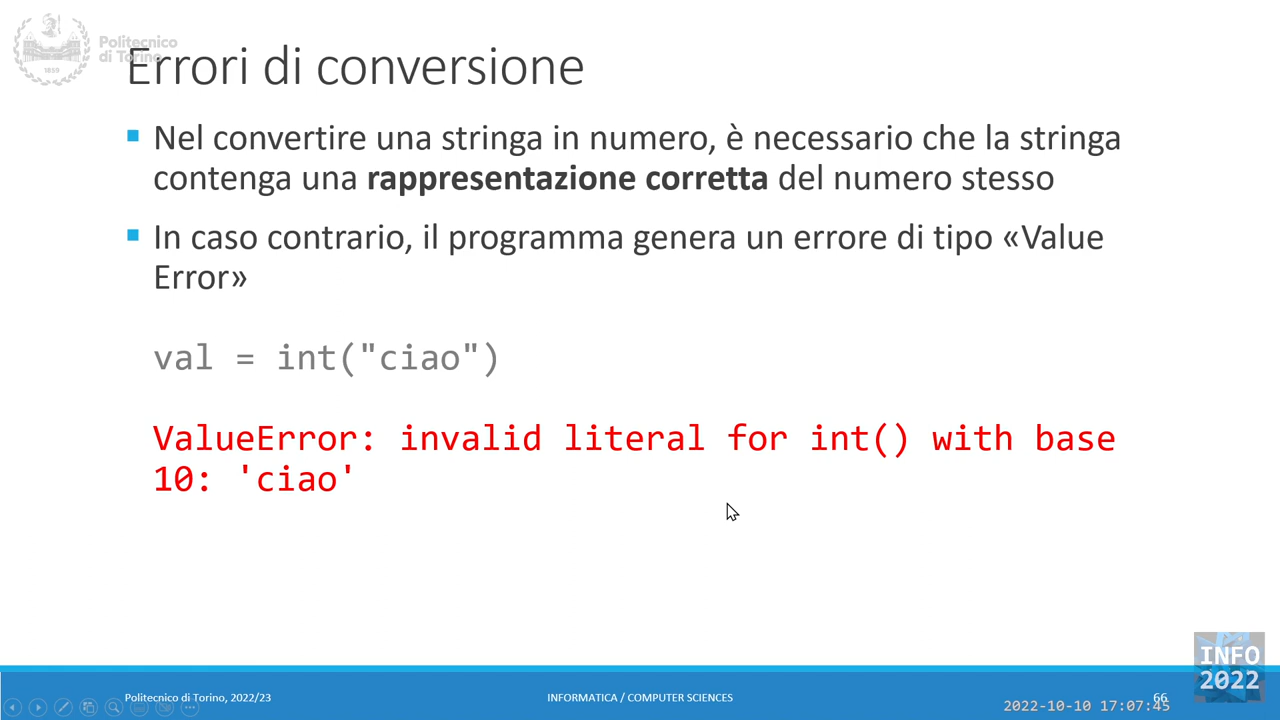 Politecnico
di Torino
1859
Errori di conversione
Nel convertire una stringa in numero, è necessario che la stringa
contenga una rappresentazione corretta del numero stesso
In caso contrario, il programma genera un errore di tipo «Value
Error»
val = int("ciao")
ValueError: invalid literal for int() with base
10: 'ciao'
INFO
2022
Politecnico di Torino, 2022/23
INFORMATICA / COMPUTER SCIENCES
66
2022-10-10 17:07:45